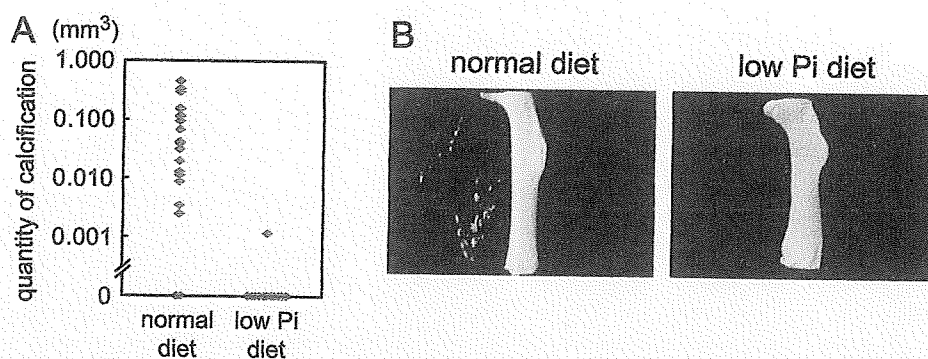 A (mm³)
1.000
0.100
0.010
0.001
0
quantity of calcification
normal diet
low Pi diet
B
normal diet
low Pi diet